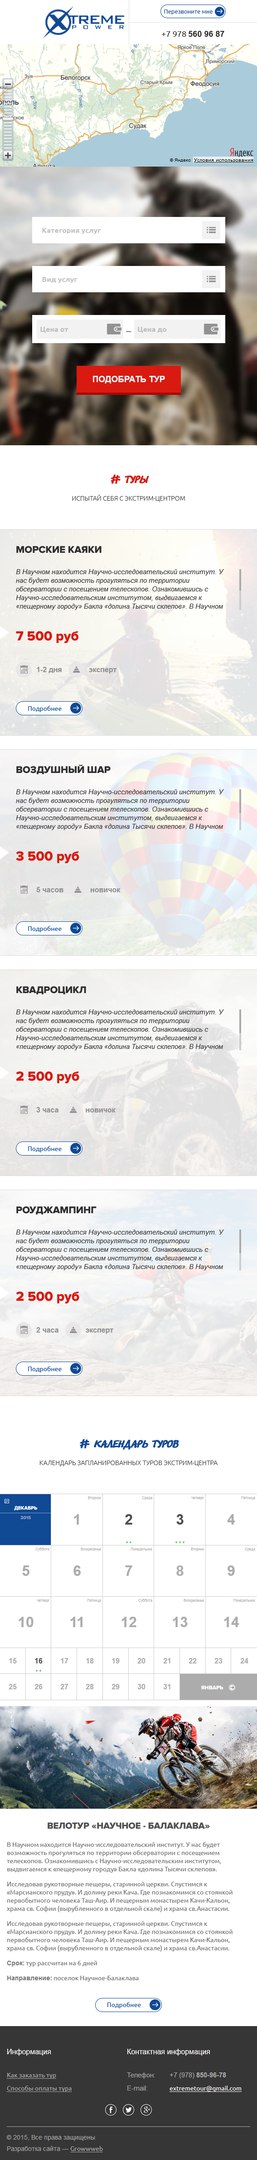 XTREME
POWER
Перезвоните мне
+7 978 560 96 87
Яркое Поле
Приморский
Белогорск
Зуя
Старый Крым
Феодосия
Судак
Алушта
Яндекс
© Яндекс Условия использования
Категория услуг
Вид услуг
Цена от – Цена до
ПОДОБРАТЬ ТУР
# ТУРЫ
ИСПЫТАЙ СЕБЯ С ЭКСТРИМ-ЦЕНТРОМ
МОРСКИЕ КАЯКИ
В Научном находится Научно-исследовательский институт. У
нас будет возможность прогуляться по территории
обсерватории с посещением телескопов. Ознакомившись с
Научно-исследовательским институтом, выдвигаемся к
«пещерному городу» Бакла «долина Тысячи склепов». В Научном
7 500 руб
1-2 дня эксперт
Подробнее
ВОЗДУШНЫЙ ШАР
В Научном находится Научно-исследовательский институт. У
нас будет возможность прогуляться по территории
обсерватории с посещением телескопов. Ознакомившись с
Научно-исследовательским институтом, выдвигаемся к
«пещерному городу» Бакла «долина Тысячи склепов». В Научном
3 500 руб
5 часов новичок
Подробнее
КВАДРОЦИКЛ
В Научном находится Научно-исследовательский институт. У
нас будет возможность прогуляться по территории
обсерватории с посещением телескопов. Ознакомившись с
Научно-исследовательским институтом, выдвигаемся к
«пещерному городу» Бакла «долина Тысячи склепов». В Научном
2 500 руб
3 часа новичок
Подробнее
РОУДЖАМПИНГ
В Научном находится Научно-исследовательский институт. У
нас будет возможность прогуляться по территории
обсерватории с посещением телескопов. Ознакомившись с
Научно-исследовательским институтом, выдвигаемся к
«пещерному городу» Бакла «долина Тысячи склепов». В Научном
2 500 руб
2 часа эксперт
Подробнее
# КАЛЕНДАРЬ ТУРОВ
КАЛЕНДАРЬ ЗАПЛАНИРОВАННЫХ ТУРОВ ЭКСТРИМ-ЦЕНТРА
Вторник Среда Четверг Пятница
ДЕКАБРЬ
2015
1 2 3 4
Суббота Воскресенье Понедельник Вторник Среда
5 6 7 8 9
Четверг Пятница Суббота Воскресенье Понедельник
10 11 12 13 14
15 16 17 18 19 20 21 22 23 24
25 26 27 28 29 30 31 ЯНВАРЬ
ВЕЛОТУР «НАУЧНОЕ - БАЛАКЛАВА»
В Научном находится Научно-исследовательский институт. У нас будет
возможность прогуляться по территории обсерватории с посещением
телескопов. Ознакомившись с Научно-исследовательским институтом,
выдвигаемся к «пещерному городу» Бакла «долина Тысячи склепов».
Исследовав рукотворные пещеры, старинной церкви. Спустимся к
«Марсианского пруду». И долину реки Кача. Где познакомимся со стоянкой
первобытного человека Таш-Аир. И пещерным монастырем Качи-Кальон,
храма св. Софии (вырубленного в отдельной скале) и храма св.Анастасии.
Исследовав рукотворные пещеры, старинной церкви. Спустимся к
«Марсианского пруду». И долину реки Кача. Где познакомимся со стоянкой
первобытного человека Таш-Аир. И пещерным монастырем Качи-Кальон,
храма св. Софии (вырубленного в отдельной скале) и храма св.Анастасии.
Срок: тур рассчитан на 6 дней
Направление: поселок Научное-Балаклава
Подробнее
Информация
Контактная информация
Как заказать тур
Телефон: +7 (978) 850-96-78
Способы оплаты тура
E-mail: extremetour@gmail.com
© 2015, Все права защищены
Разработка сайта — Growwweb